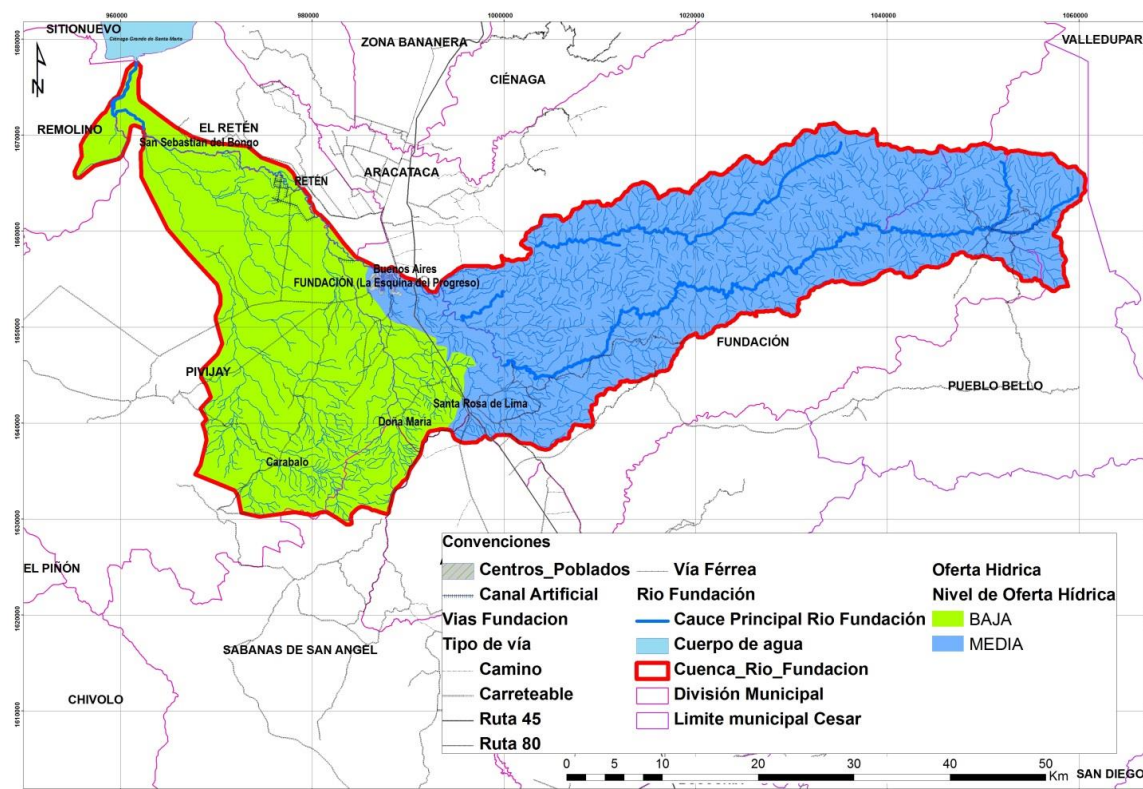 960000
980000
1000000
1020000
1040000
1060000
1680000
1670000
1660000
1650000
1640000
1630000
1620000
1610000
SITIONUEVO
Ciénaga Grande de Santa Marta
ZONA BANANERA
VALLEDUPAR
CIÉNAGA
N
REMOLINO
EL RETÉN
San Sebastián del Bongo
ARACATACA
RETÉN
Buenos Aires
FUNDACIÓN (La Esquina del Progreso)
FUNDACIÓN
PIVIJAY
PUEBLO BELLO
Santa Rosa de Lima
Doña María
Carabalo
EL PIÑÓN
SABANAS DE SAN ANGEL
CHIVOLO
SAN DIEGO
Convenciones
Centros_Poblados
Canal Artificial
Vias Fundacion
Tipo de vía
Camino
Carreteable
Ruta 45
Ruta 80
Vía Férrea
Rio Fundación
Cauce Principal Rio Fundación
Cuerpo de agua
Cuenca_Rio_Fundacion
División Municipal
Limite municipal Cesar
Oferta Hidrica
Nivel de Oferta Hídrica
BAJA
MEDIA
0 5 10 20 30 40 50
Km